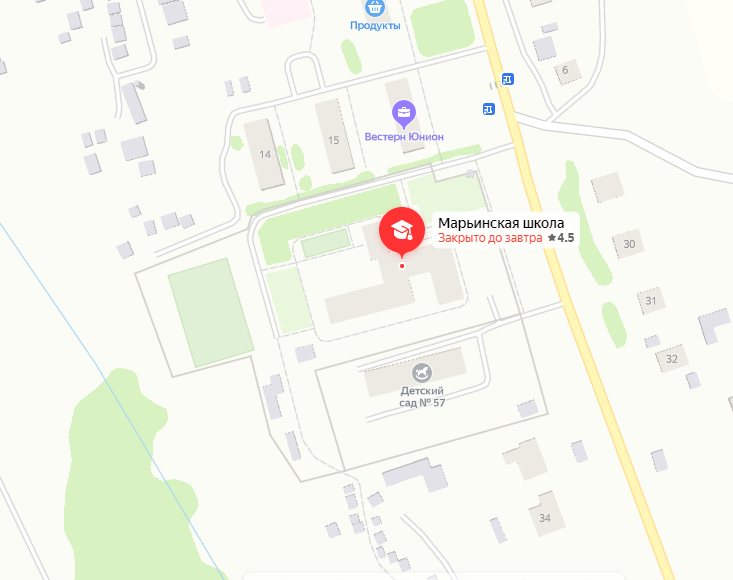 Продукты
6
Вестерн Юнион
14
15
Марьинская школа
Закрыто до завтра ★4.5
30
31
32
Детский
сад № 57
34